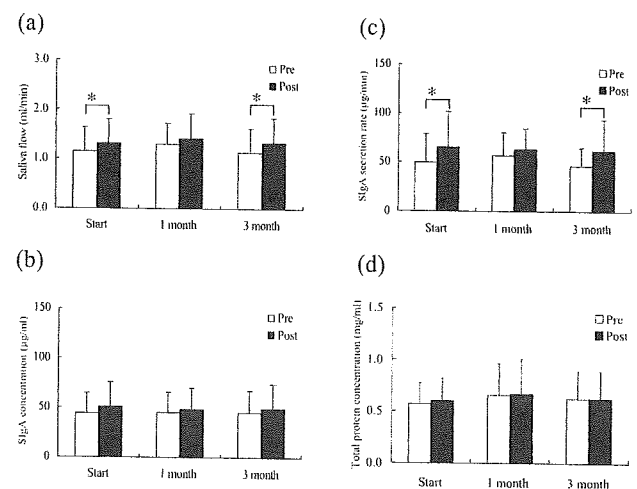 (a)
Saliva flow (ml/min)
3.0
2.0
1.0
0.0
Pre
Post
*
*
Start 1 month 3 month
(b)
SIgA concentration (µg/ml)
150
100
50
0
Pre
Post
Start 1 month 3 month
(c)
SIgA secretion rate (µg/min)
150
100
50
0
Pre
Post
*
*
Start 1 month 3 month
(d)
Total protein concentration (mg/ml)
1.5
1.0
0.5
0.0
Pre
Post
Start 1 month 3 month